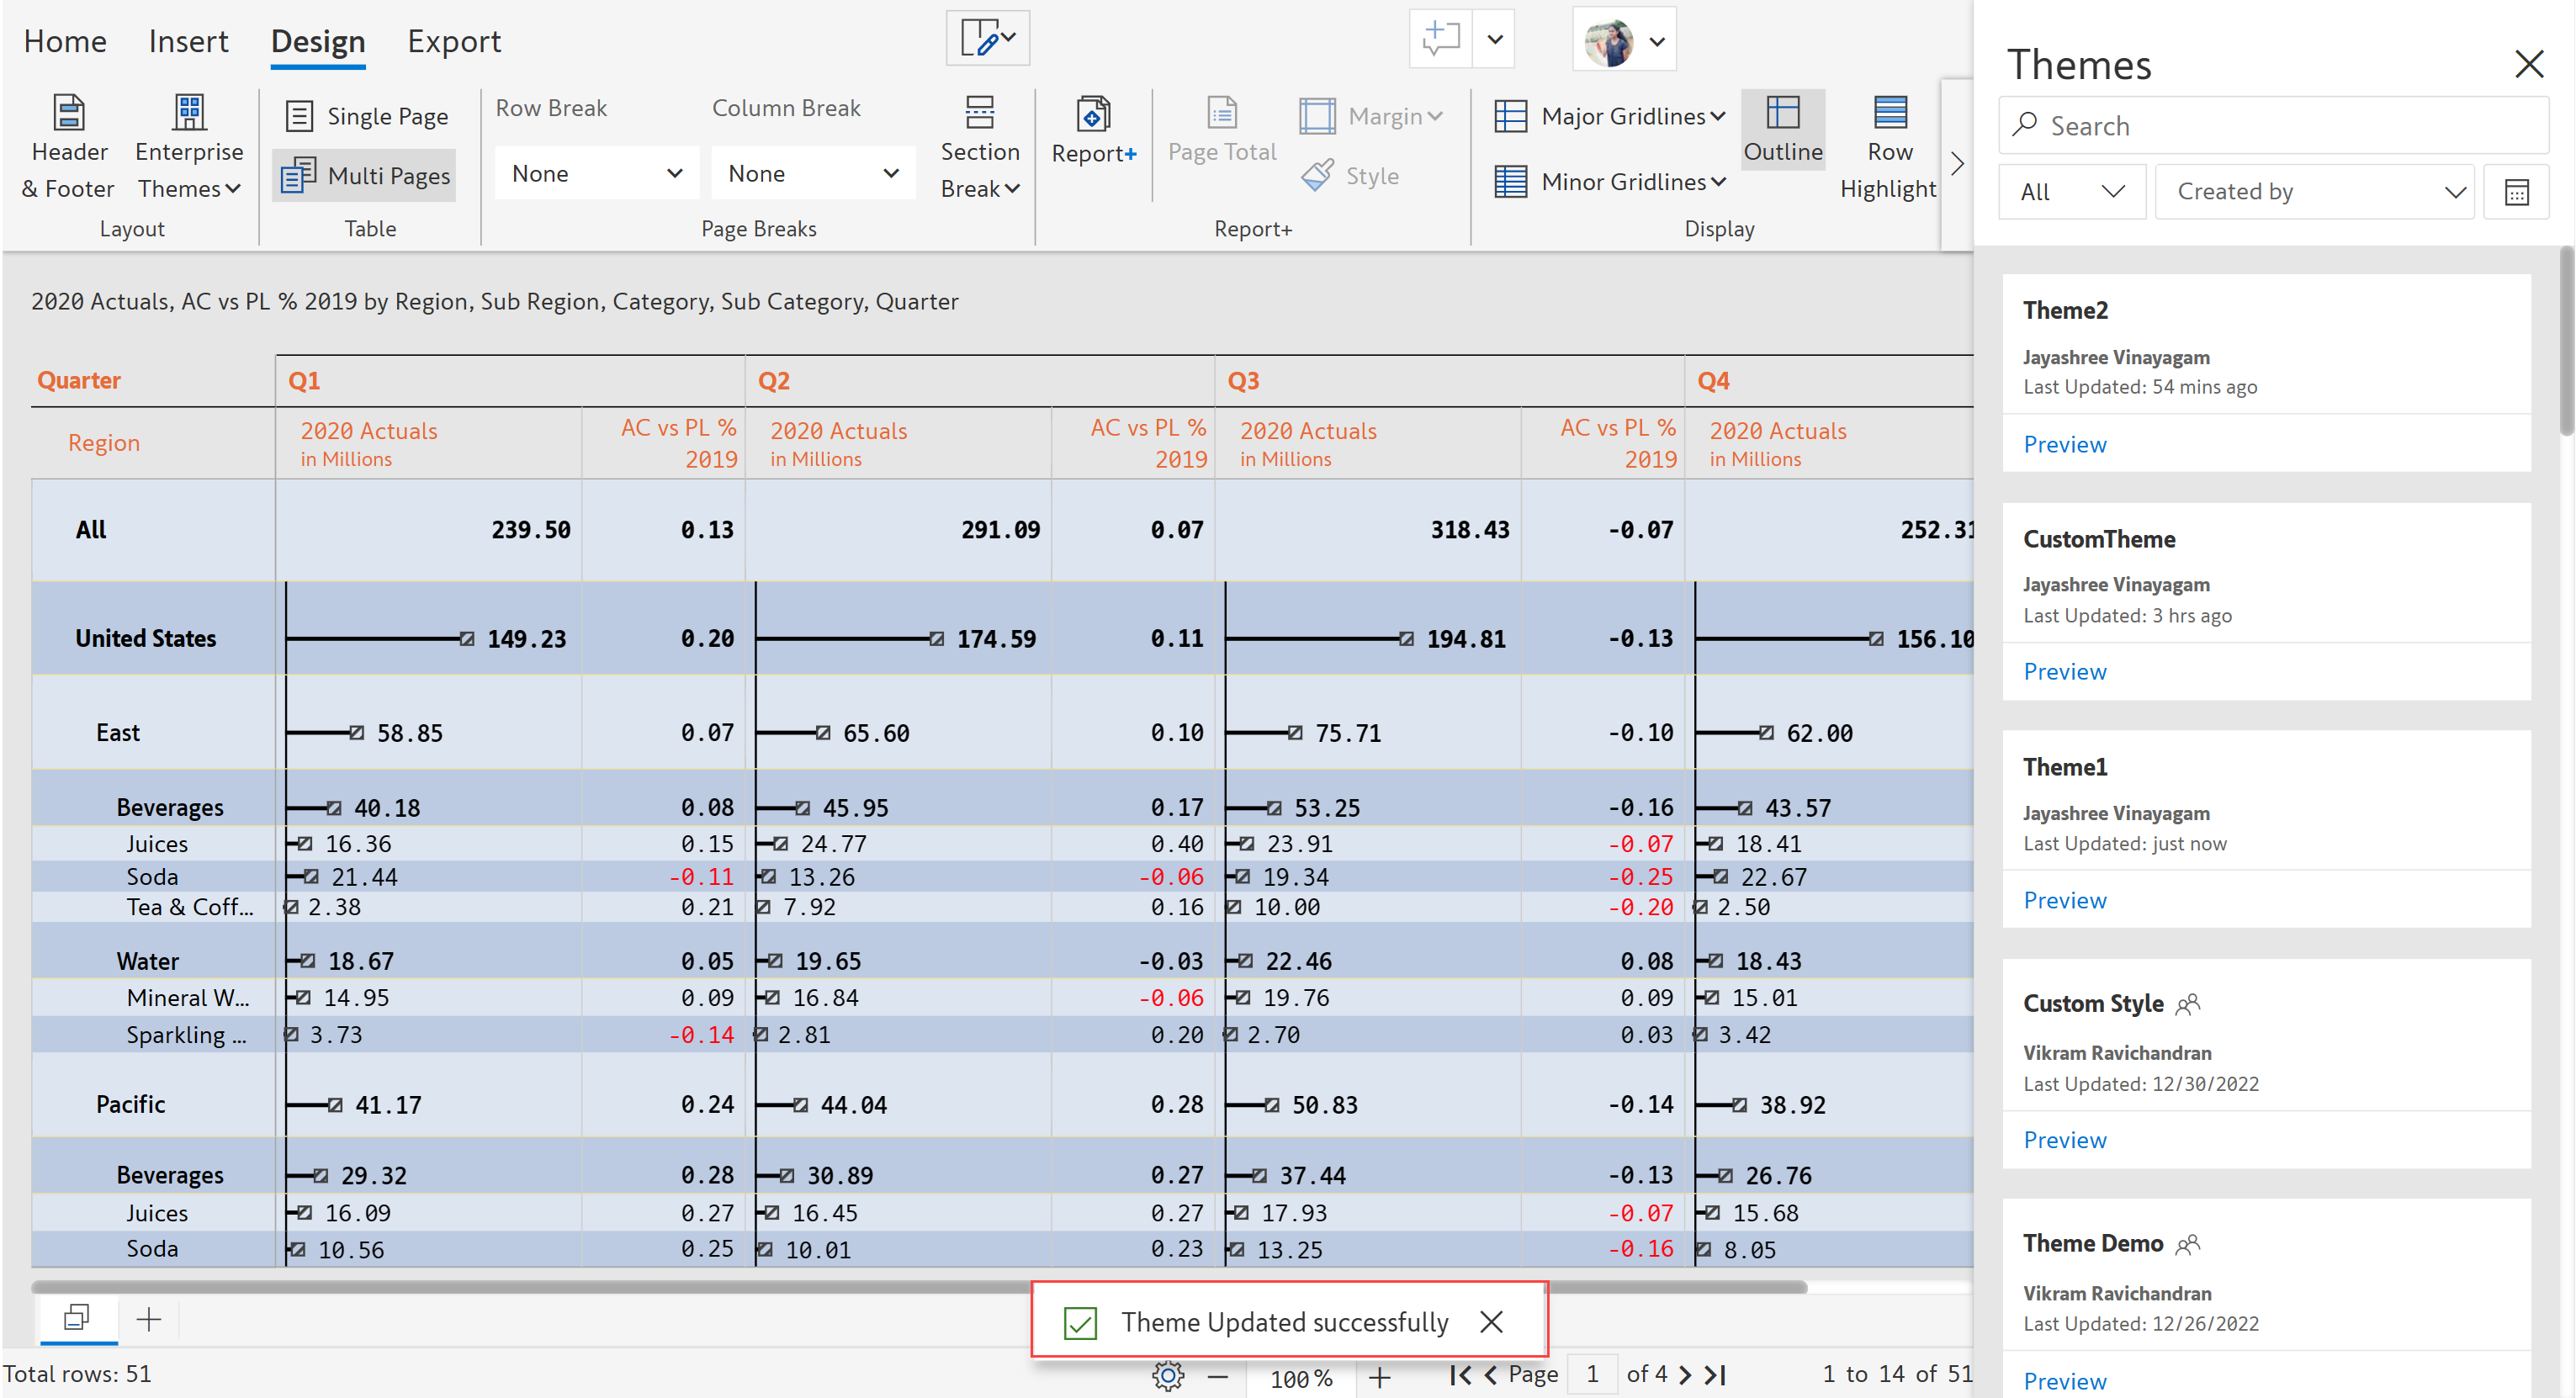 Home Insert Design Export
Header & Footer
Enterprise Themes
Layout
Single Page
Multi Pages
Table
Row Break
None
Column Break
None
Section Break
Page Breaks
Report+
Page Total
Margin
Style
Report+
Major Gridlines
Minor Gridlines
Outline
Row Highlight
Display
2020 Actuals, AC vs PL % 2019 by Region, Sub Region, Category, Sub Category, Quarter
Quarter Q1 Q2 Q3 Q4
Region 2020 Actuals in Millions AC vs PL % 2019 2020 Actuals in Millions AC vs PL % 2019 2020 Actuals in Millions AC vs PL % 2019 2020 Actuals in Millions
All 239.50 0.13 291.09 0.07 318.43 -0.07 252.31
United States 149.23 0.20 174.59 0.11 194.81 -0.13 156.10
East 58.85 0.07 65.60 0.10 75.71 -0.10 62.00
Beverages 40.18 0.08 45.95 0.17 53.25 -0.16 43.57
Juices 16.36 0.15 24.77 0.40 23.91 -0.07 18.41
Soda 21.44 -0.11 13.26 -0.06 19.34 -0.25 22.67
Tea & Coff... 2.38 0.21 7.92 0.16 10.00 -0.20 2.50
Water 18.67 0.05 19.65 -0.03 22.46 0.08 18.43
Mineral W... 14.95 0.09 16.84 -0.06 19.76 0.09 15.01
Sparkling ... 3.73 -0.14 2.81 0.20 2.70 0.03 3.42
Pacific 41.17 0.24 44.04 0.28 50.83 -0.14 38.92
Beverages 29.32 0.28 30.89 0.27 37.44 -0.13 26.76
Juices 16.09 0.27 16.45 0.27 17.93 -0.07 15.68
Soda 10.56 0.25 10.01 0.23 13.25 -0.16 8.05
Theme Updated successfully
Total rows: 51
100 %
Page 1 of 4
1 to 14 of 51
Themes
Search
All
Created by
Theme2
Jayashree Vinayagam
Last Updated: 54 mins ago
Preview
CustomTheme
Jayashree Vinayagam
Last Updated: 3 hrs ago
Preview
Theme1
Jayashree Vinayagam
Last Updated: just now
Preview
Custom Style
Vikram Ravichandran
Last Updated: 12/30/2022
Preview
Theme Demo
Vikram Ravichandran
Last Updated: 12/26/2022
Preview